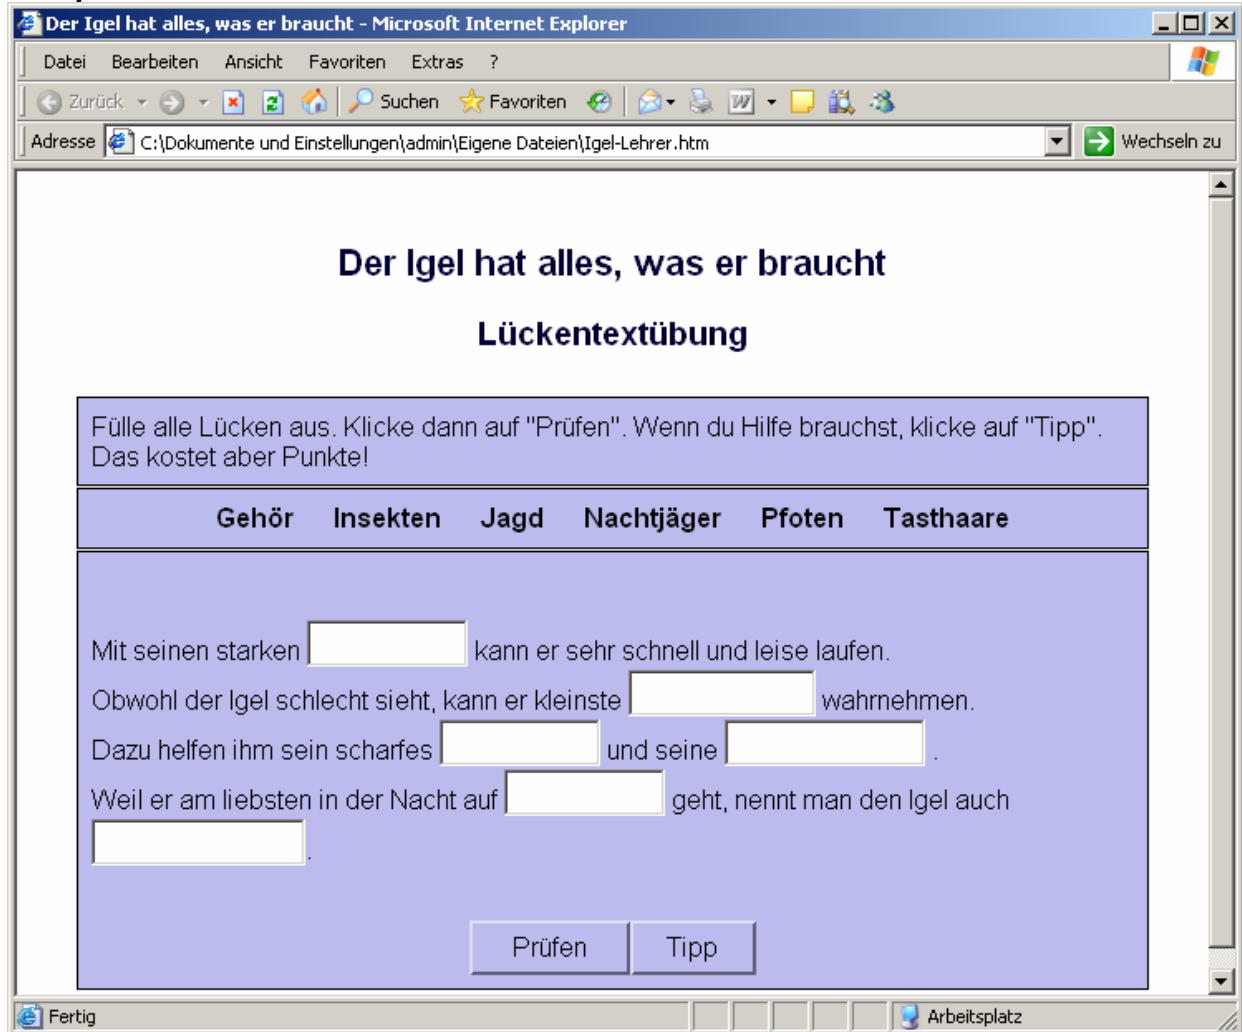 Der Igel hat alles, was er braucht - Microsoft Internet Explorer
Datei Bearbeiten Ansicht Favoriten Extras ?
Zurück Suchen Favoriten
Adresse C:\Dokumente und Einstellungen\admin\Eigene Dateien\Igel-Lehrer.htm Wechseln zu
Der Igel hat alles, was er braucht
Lückentextübung
Fülle alle Lücken aus. Klicke dann auf "Prüfen". Wenn du Hilfe brauchst, klicke auf "Tipp".
Das kostet aber Punkte!
Gehör Insekten Jagd Nachtjäger Pfoten Tasthaare
Mit seinen starken kann er sehr schnell und leise laufen.
Obwohl der Igel schlecht sieht, kann er kleinste wahrnehmen.
Dazu helfen ihm sein scharfes und seine .
Weil er am liebsten in der Nacht auf geht, nennt man den Igel auch
.
Prüfen Tipp
Fertig Arbeitsplatz